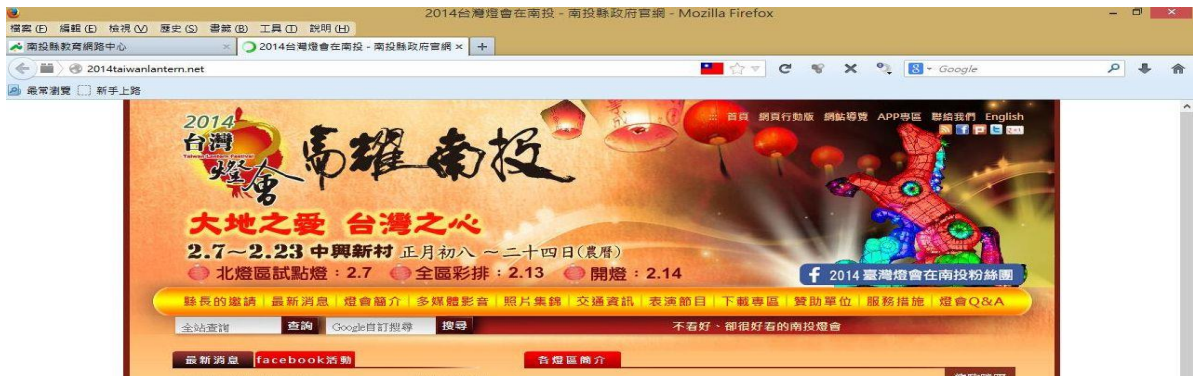 2014台灣燈會在南投 - 南投縣政府官網 - Mozilla Firefox
檔案(F) 編輯(E) 檢視(V) 歷史(S) 書籤(B) 工具(T) 說明(H)
南投縣教育網路中心 × 2014台灣燈會在南投 - 南投縣政府官網 × +
2014taiwanlantern.net
Google
最常瀏覽 新手上路
首頁 網頁行動版 網站導覽 APP專區 聯絡我們 English
2014
台灣
Taiwan Lantern Festival
燈會
馬耀南投
大地之愛 台灣之心
2.7～2.23 中興新村 正月初八～二十四日(農曆)
北燈區試點燈：2.7 全區彩排：2.13 開燈：2.14
f 2014臺灣燈會在南投粉絲團
縣長的邀請 | 最新消息 | 燈會簡介 | 多媒體影音 | 照片集錦 | 交通資訊 | 表演節目 | 下載專區 | 贊助單位 | 服務措施 | 燈會Q&A
全站查詢 查詢 Google自訂搜尋 搜尋 不看好、卻很好看的南投燈會
最新消息 facebook活動 各燈區簡介